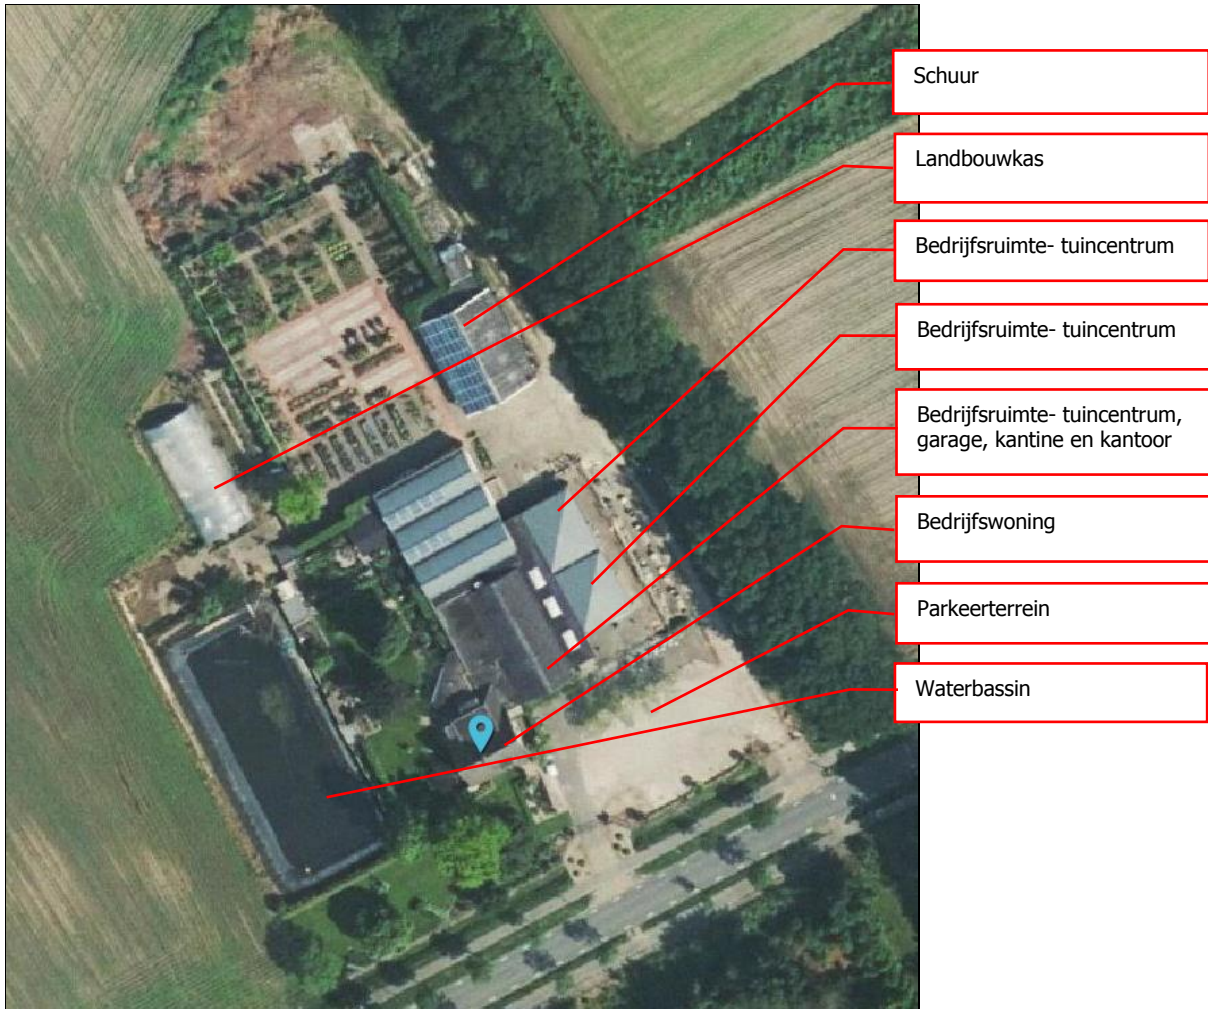 Schuur
Landbouwkas
Bedrijfsruimte- tuincentrum
Bedrijfsruimte- tuincentrum
Bedrijfsruimte- tuincentrum,
garage, kantine en kantoor
Bedrijfswoning
Parkeerterrein
Waterbassin